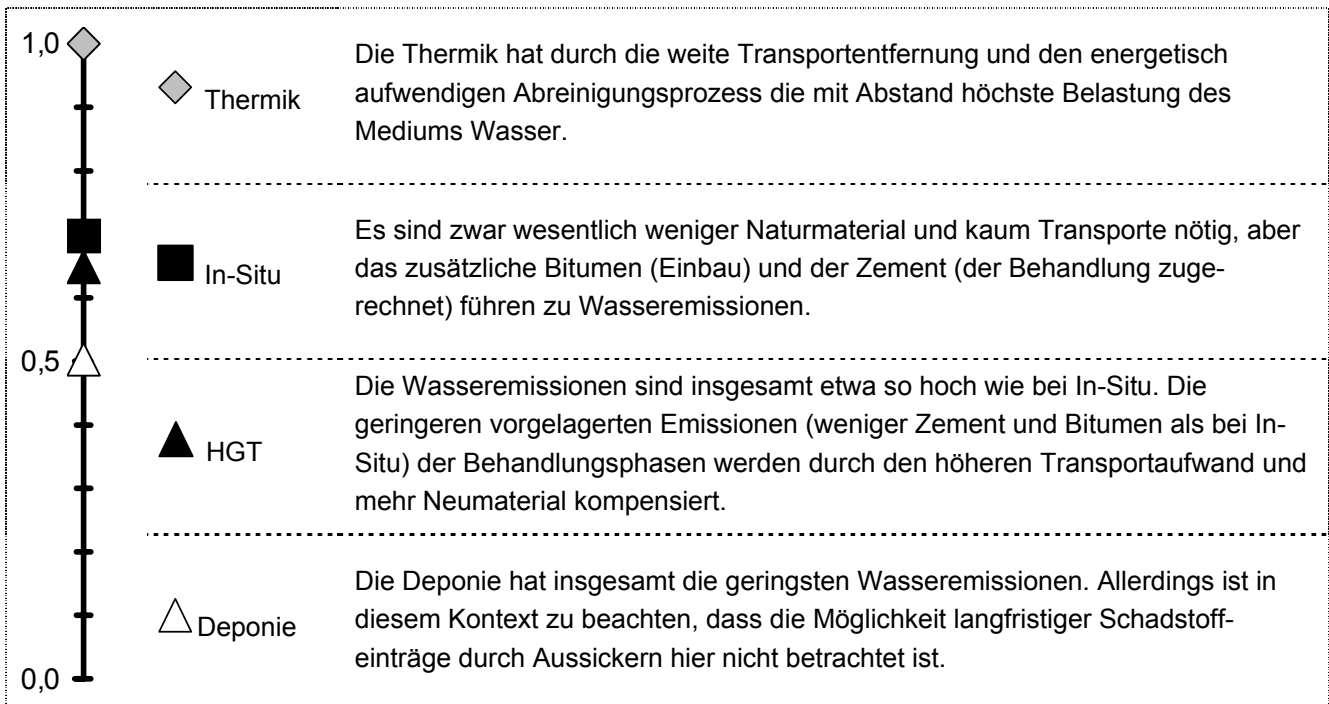 1,0
Thermik
Die Thermik hat durch die weite Transportentfernung und den energetisch
aufwendigen Abreinigungsprozess die mit Abstand höchste Belastung des
Mediums Wasser.
In-Situ
Es sind zwar wesentlich weniger Naturmaterial und kaum Transporte nötig, aber
das zusätzliche Bitumen (Einbau) und der Zement (der Behandlung zuge-
rechnet) führen zu Wasseremissionen.
0,5
HGT
Die Wasseremissionen sind insgesamt etwa so hoch wie bei In-Situ. Die
geringeren vorgelagerten Emissionen (weniger Zement und Bitumen als bei In-
Situ) der Behandlungsphasen werden durch den höheren Transportaufwand und
mehr Neumaterial kompensiert.
Deponie
Die Deponie hat insgesamt die geringsten Wasseremissionen. Allerdings ist in
diesem Kontext zu beachten, dass die Möglichkeit langfristiger Schadstoff-
einträge durch Aussickern hier nicht betrachtet ist.
0,0